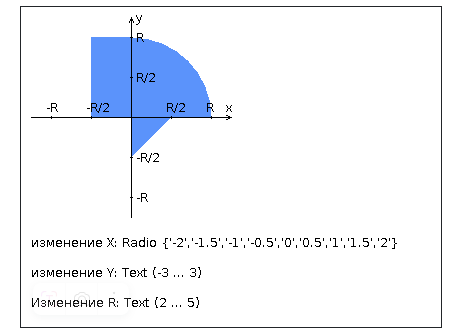 y
R
R/2
-R
-R/2
R/2
R
x
-R/2
-R
изменение X: Radio {'-2','-1.5','-1','-0.5','0','0.5','1','1.5','2'}
изменение Y: Text (-3 ... 3)
Изменение R: Text (2 ... 5)